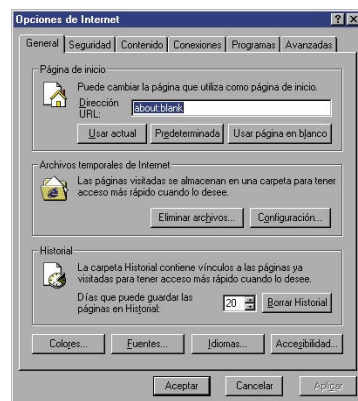 Opciones de Internet
General Seguridad Contenido Conexiones Programas Avanzadas
Página de inicio
Puede cambiar la página que utiliza como página de inicio.
Dirección
URL: about:blank
Usar actual Predeterminada Usar página en blanco
Archivos temporales de Internet
Las páginas visitadas se almacenan en una carpeta para tener
acceso más rápido cuando lo desee.
Eliminar archivos... Configuración...
Historial
La carpeta Historial contiene vínculos a las páginas ya
visitadas para tener acceso más rápido cuando lo desee.
Días que puede guardar las
páginas en Historial: 20 Borrar Historial
Colores... Fuentes... Idiomas... Accesibilidad...
Aceptar Cancelar Aplicar